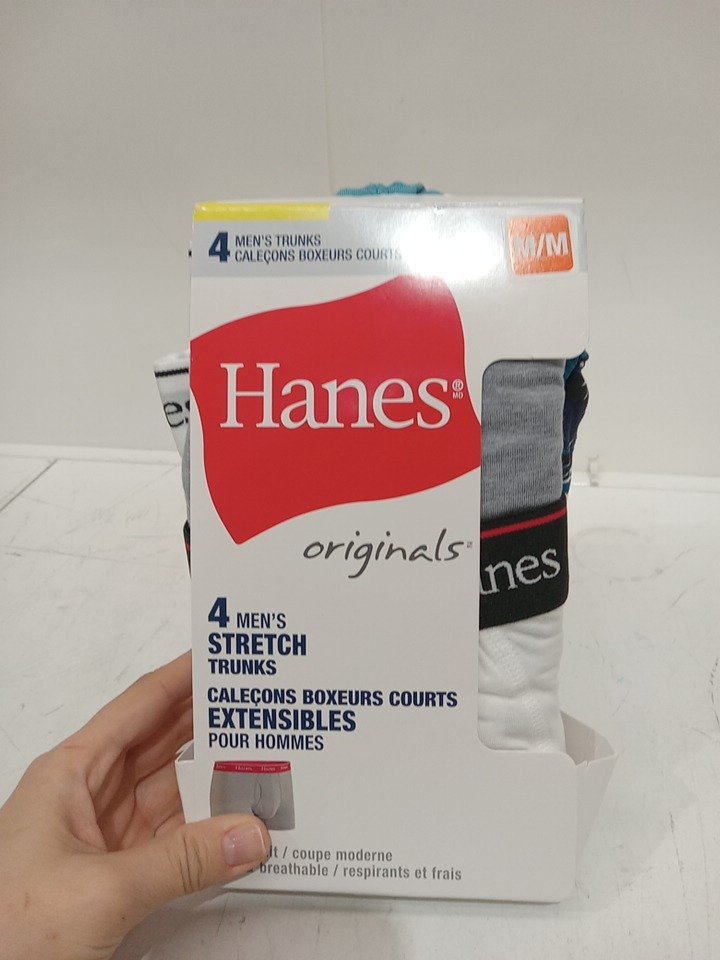 4 MEN'S TRUNKS
CALEÇONS BOXEURS COURTS
M/M
Hanes®
MD
originals
4 MEN'S
STRETCH
TRUNKS
CALEÇONS BOXEURS COURTS
EXTENSIBLES
POUR HOMMES
Hanes
/ coupe moderne
breathable / respirants et frais